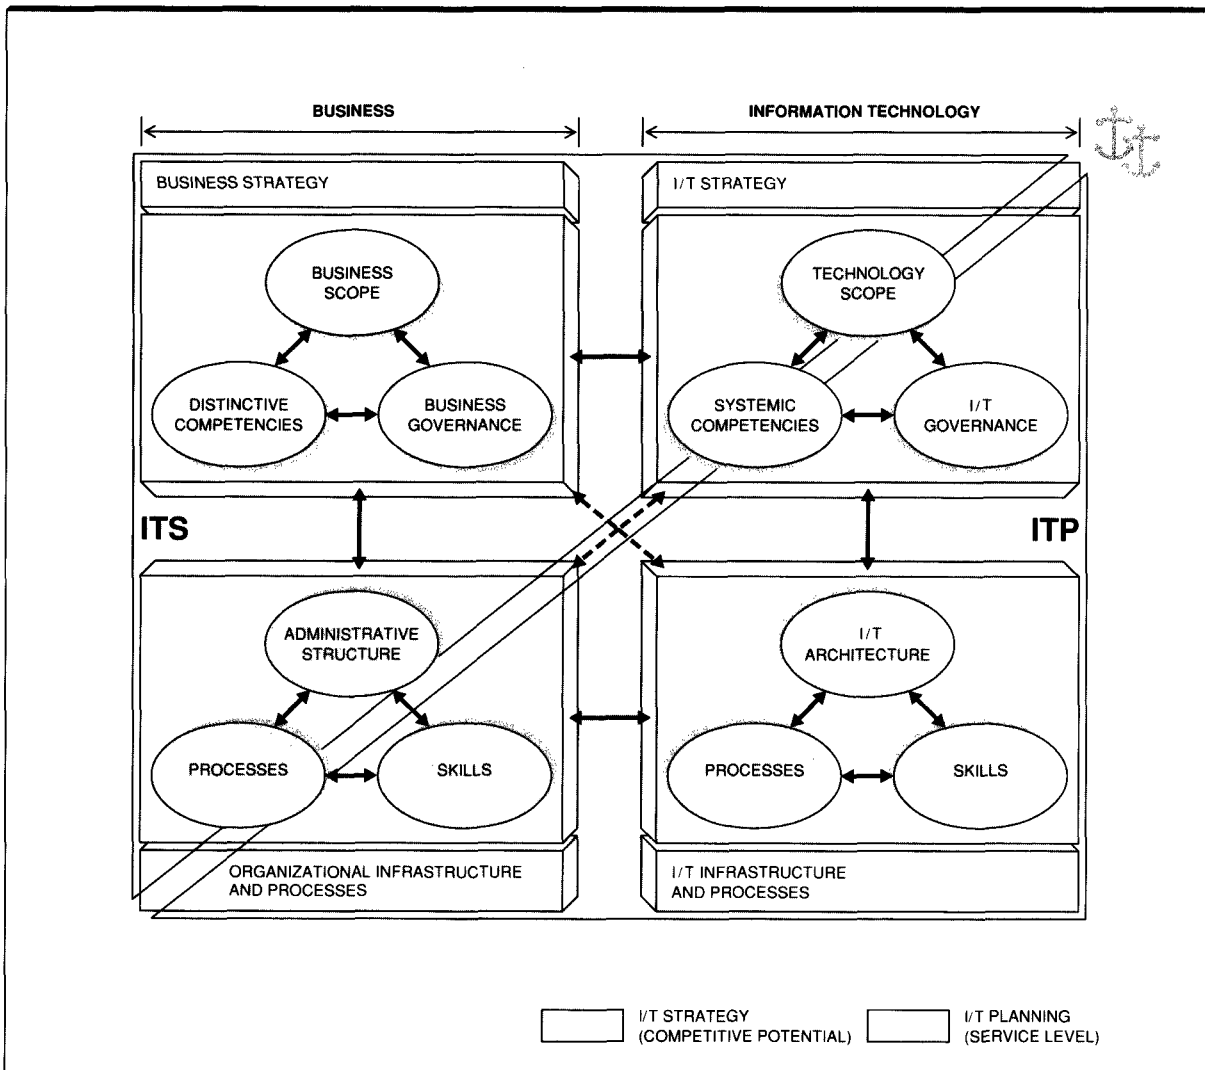 BUSINESS
INFORMATION TECHNOLOGY
BUSINESS STRATEGY
I/T STRATEGY
BUSINESS
SCOPE
TECHNOLOGY
SCOPE
DISTINCTIVE
COMPETENCIES
BUSINESS
GOVERNANCE
SYSTEMIC
COMPETENCIES
I/T
GOVERNANCE
ITS
ITP
ADMINISTRATIVE
STRUCTURE
I/T
ARCHITECTURE
PROCESSES
SKILLS
PROCESSES
SKILLS
ORGANIZATIONAL INFRASTRUCTURE
AND PROCESSES
I/T INFRASTRUCTURE
AND PROCESSES
I/T STRATEGY
(COMPETITIVE POTENTIAL)
I/T PLANNING
(SERVICE LEVEL)